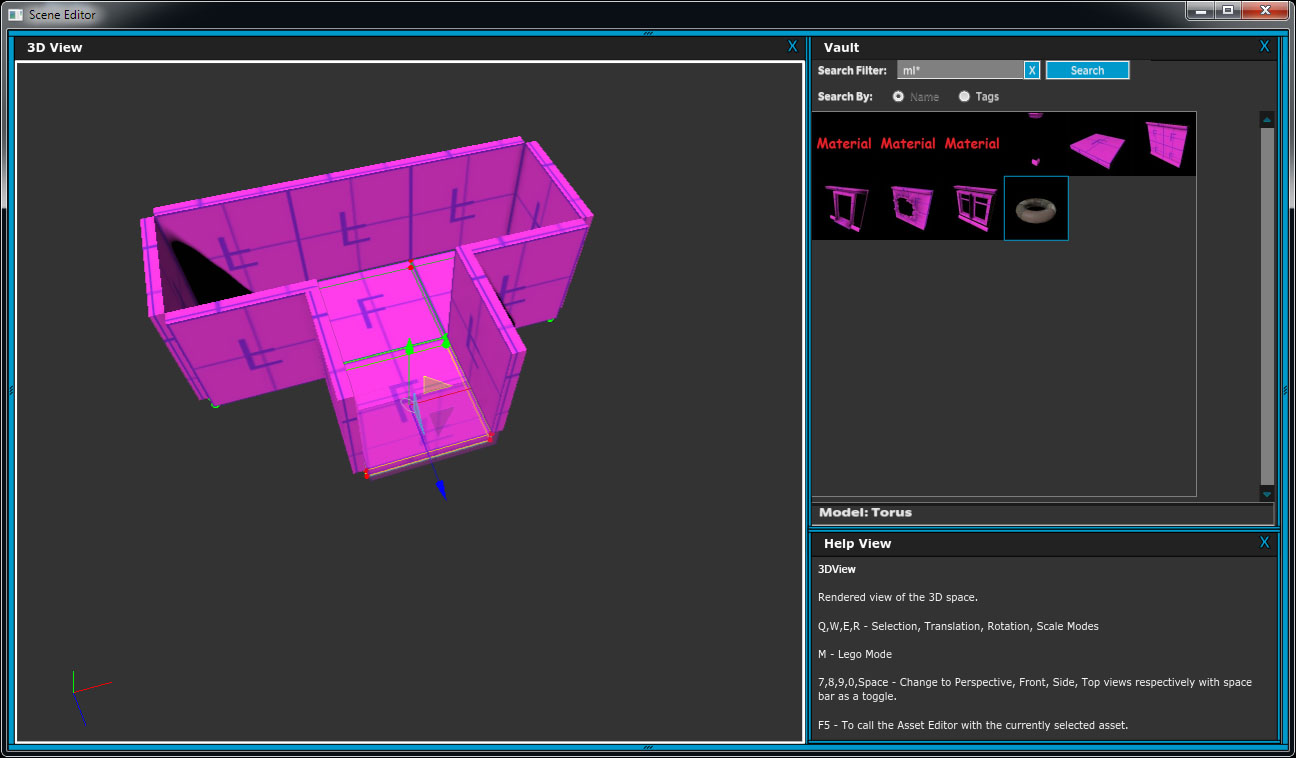 Scene Editor
3D View X
Vault X
Search Filter: ml* X Search
Search By: Name Tags
Material Material Material
F F F F F F F F
Model: Torus
Help View X
3DView
Rendered view of the 3D space.
Q,W,E,R - Selection, Translation, Rotation, Scale Modes
M - Lego Mode
7,8,9,0,Space - Change to Perspective, Front, Side, Top views respectively with space
bar as a toggle.
F5 - To call the Asset Editor with the currently selected asset.